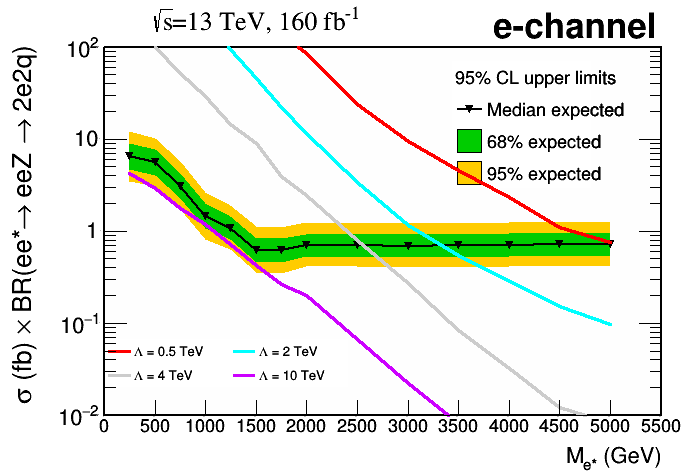 √s=13 TeV, 160 fb⁻¹
e-channel
95% CL upper limits
Median expected
68% expected
95% expected
σ (fb) × BR(ee*→ eeZ → 2e2q)
10²
10
1
10⁻¹
10⁻²
Λ = 0.5 TeV
Λ = 2 TeV
Λ = 4 TeV
Λ = 10 TeV
0 500 1000 1500 2000 2500 3000 3500 4000 4500 5000 5500
Mₑ* (GeV)